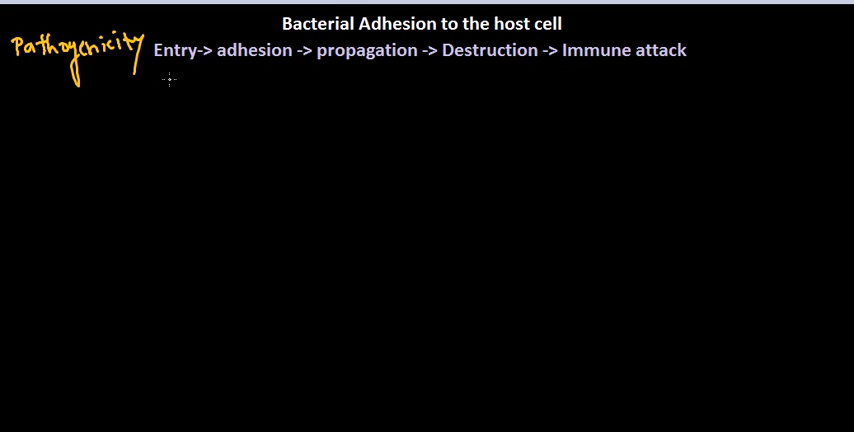 Bacterial Adhesion to the host cell
Pathogenicity Entry-> adhesion -> propagation -> Destruction -> Immune attack